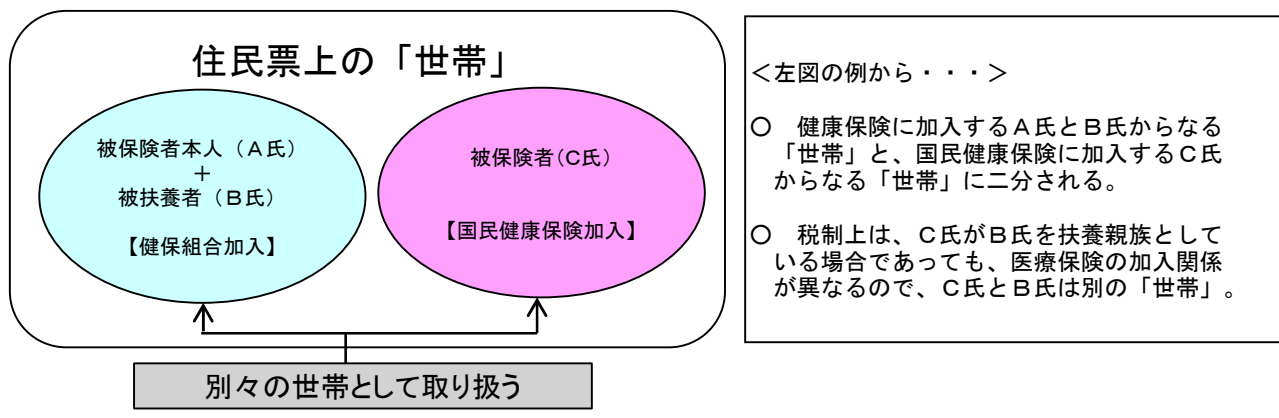 住民票上の「世帯」
被保険者本人（Ａ氏）
＋
被扶養者（Ｂ氏）
【健保組合加入】
被保険者（Ｃ氏）
【国民健康保険加入】
別々の世帯として取り扱う
＜左図の例から・・・＞
○　健康保険に加入するＡ氏とＢ氏からなる
「世帯」と、国民健康保険に加入するＣ氏
からなる「世帯」に二分される。
○　税制上は、Ｃ氏がＢ氏を扶養親族として
いる場合であっても、医療保険の加入関係
が異なるので、Ｃ氏とＢ氏は別の「世帯」。